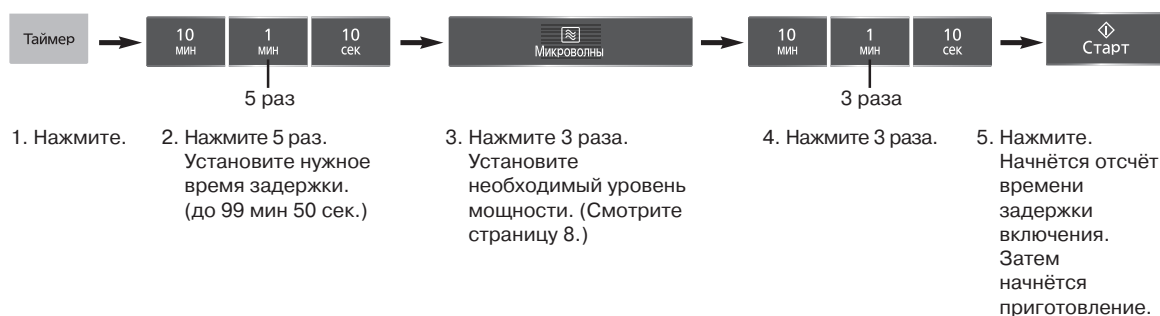 Таймер
10 мин
1 мин
10 сек
Микроволны
10 мин
1 мин
10 сек
Старт
5 раз
3 раза
1. Нажмите.
2. Нажмите 5 раз.
Установите нужное
время задержки.
(до 99 мин 50 сек.)
3. Нажмите 3 раза.
Установите
необходимый уровень
мощности. (Смотрите
страницу 8.)
4. Нажмите 3 раза.
5. Нажмите.
Начнётся отсчёт
времени
задержки
включения.
Затем
начнётся
приготовление.